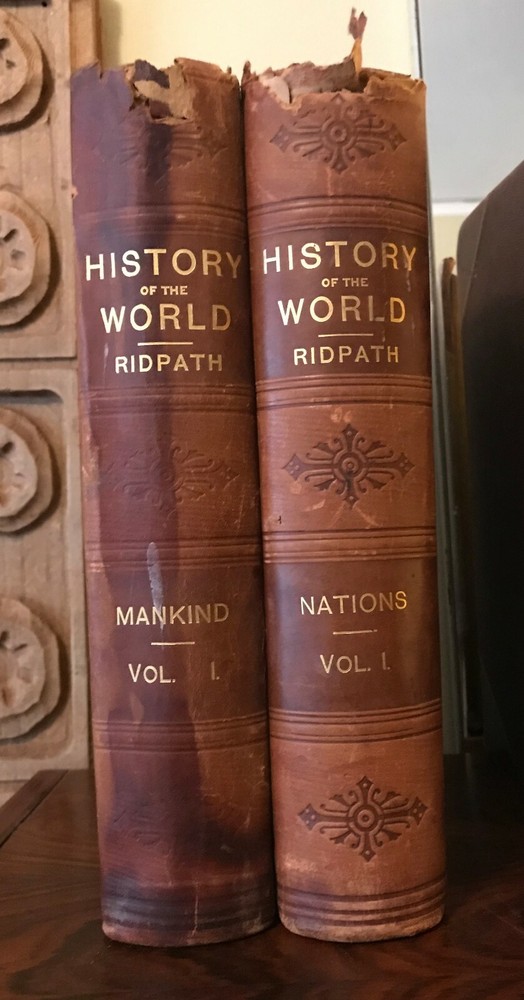 HISTORY
OF THE
WORLD
RIDPATH
MANKIND
VOL. I.
HISTORY
OF THE
WORLD
RIDPATH
NATIONS
VOL. I.